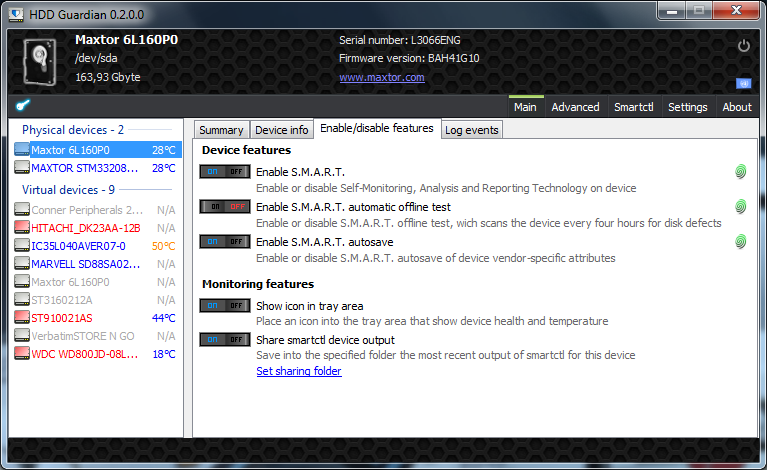 HDD Guardian 0.2.0.0
Maxtor 6L160P0
/dev/sda
163,93 Gbyte
Serial number: L3066ENG
Firmware version: BAH41G10
www.maxtor.com
Main
Advanced
Smartctl
Settings
About
Physical devices - 2
Maxtor 6L160P0 28°C
MAXTOR STM33208... 28°C
Virtual devices - 9
Conner Peripherals 2... N/A
HITACHI_DK23AA-12B N/A
IC35L040AVER07-0 50°C
MARVELL SD88SA02... N/A
Maxtor 6L160P0 N/A
ST3160212A N/A
ST910021AS 44°C
VerbatimSTORE N GO N/A
WDC WD800JD-08L... 18°C
Summary
Device info
Enable/disable features
Log events
Device features
ON OFF Enable S.M.A.R.T.
Enable or disable Self-Monitoring, Analysis and Reporting Technology on device
ON OFF Enable S.M.A.R.T. automatic offline test
Enable or disable S.M.A.R.T. offline test, wich scans the device every four hours for disk defects
ON OFF Enable S.M.A.R.T. autosave
Enable or disable S.M.A.R.T. autosave of device vendor-specific attributes
Monitoring features
ON OFF Show icon in tray area
Place an icon into the tray area that show device health and temperature
ON OFF Share smartctl device output
Save into the specified folder the most recent output of smartctl for this device
Set sharing folder